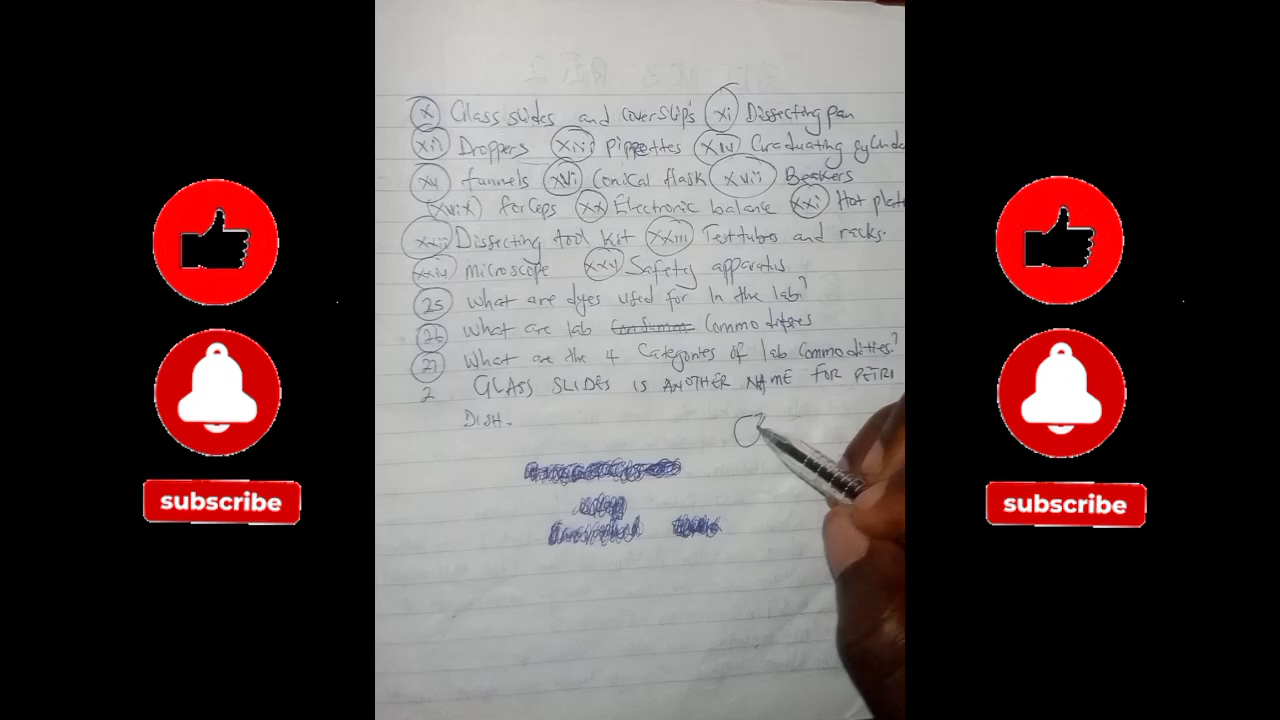 x Glass slides and coverslips xi Dissecting pan
xii Droppers xiii Pippettes xiv Graduating cylinde
xv funnels xvi Conical flask xvii Beakers
xvix forceps xx Electronic balance xxi Hot plat
xxii Dissecting tool kit xxiii Test tubes and racks.
xxiv microscope xxv Safety apparatus
25 What are dyes used for in the lab?
26 What are lab Commodities
27 What are the 4 Categories of lab Commodities?
2 GLASS SLIDES IS ANOTHER NAME FOR PETRI
DISH.
subscribe
subscribe